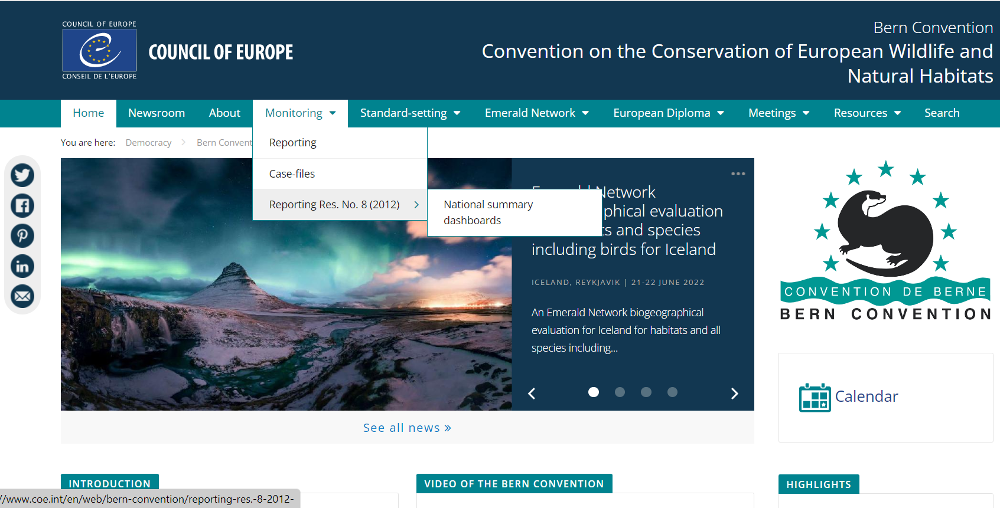 COUNCIL OF EUROPE
CONSEIL DE L'EUROPE
COUNCIL OF EUROPE
Bern Convention
Convention on the Conservation of European Wildlife and
Natural Habitats
Home Newsroom About Monitoring Standard-setting Emerald Network European Diploma Meetings Resources Search
You are here: Democracy Bern Convent
Reporting
Case-files
Reporting Res. No. 8 (2012)
National summary
dashboards
Network
phical evaluation
ts and species
including birds for Iceland
ICELAND, REYKJAVIK | 21-22 JUNE 2022
An Emerald Network biogeographical
evaluation for Iceland for habitats and all
species including...
See all news »
CONVENTION DE BERNE
BERN CONVENTION
Calendar
INTRODUCTION
VIDEO OF THE BERN CONVENTION
HIGHLIGHTS
//www.coe.int/en/web/bern-convention/reporting-res.-8-2012-